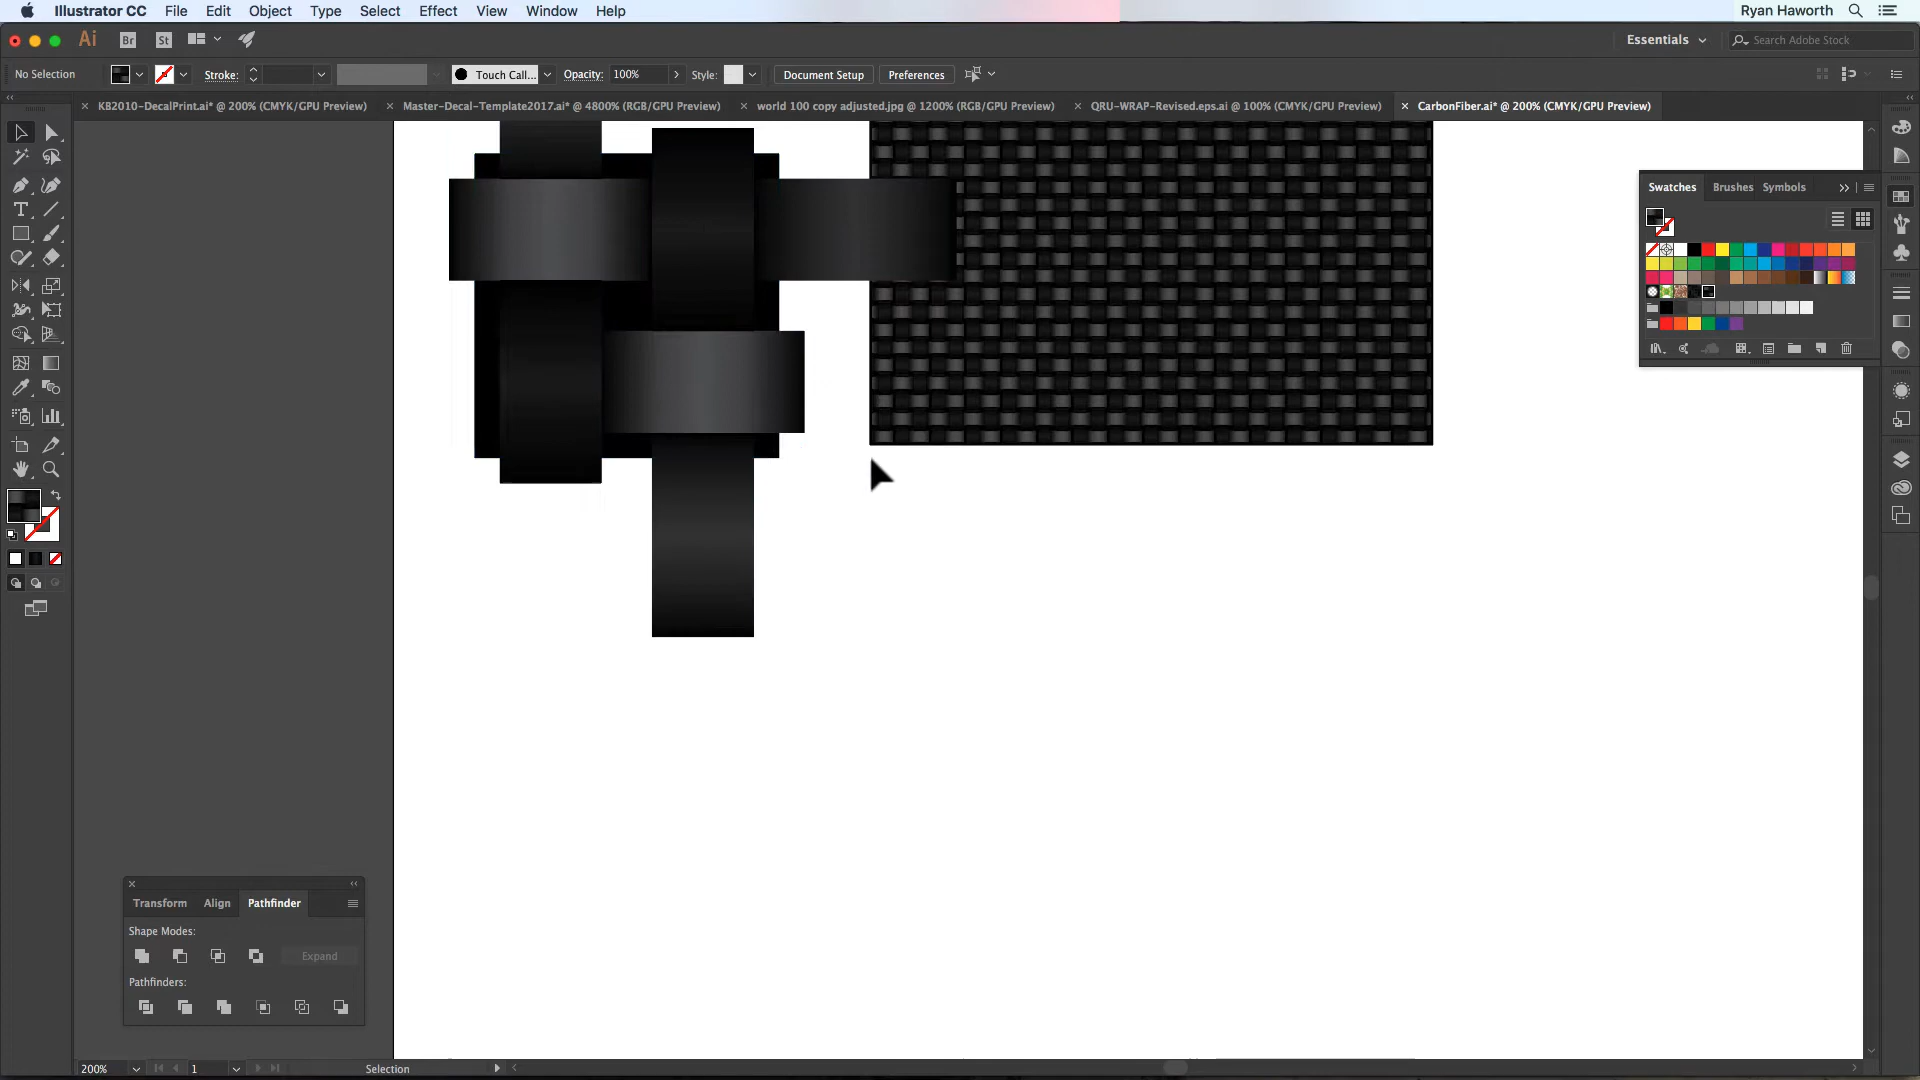 Illustrator CC File Edit Object Type Select Effect View Window Help Ryan Haworth
Ai Br St Essentials Search Adobe Stock
No Selection Stroke: Touch Call... Opacity: 100% Style: Document Setup Preferences
KB2010-DecalPrint.ai* @ 200% (CMYK/GPU Preview) Master-Decal-Template2017.ai* @ 4800% (RGB/GPU Preview) world 100 copy adjusted.jpg @ 1200% (RGB/GPU Preview) QRU-WRAP-Revised.eps.ai @ 100% (CMYK/GPU Preview) CarbonFiber.ai* @ 200% (CMYK/GPU Preview)
Swatches Brushes Symbols
Transform Align Pathfinder
Shape Modes:
Expand
Pathfinders:
200% 1 Selection